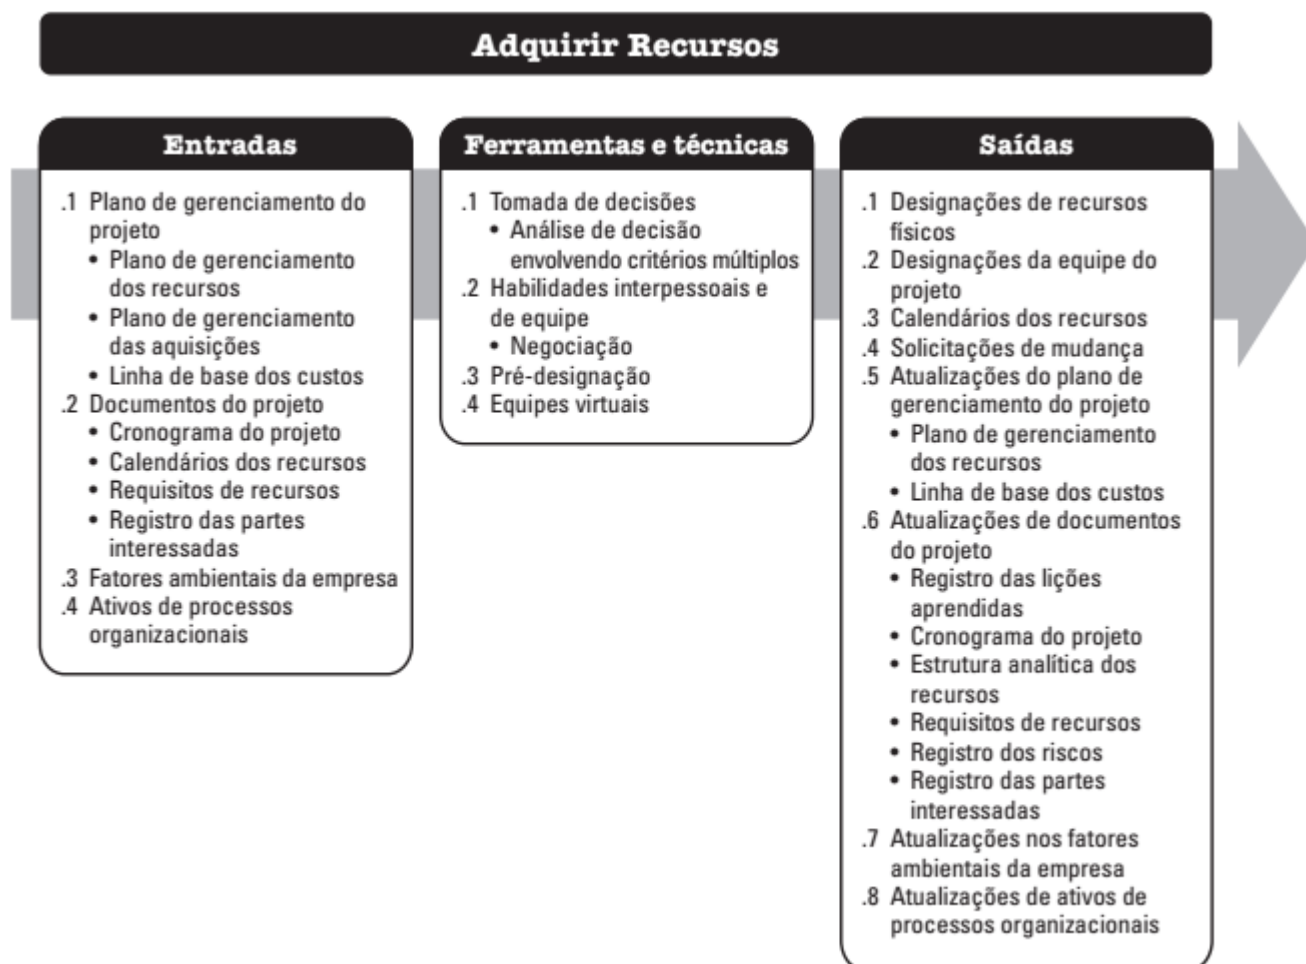 Adquirir Recursos
Entradas
.1 Plano de gerenciamento do
projeto
• Plano de gerenciamento
dos recursos
• Plano de gerenciamento
das aquisições
• Linha de base dos custos
.2 Documentos do projeto
• Cronograma do projeto
• Calendários dos recursos
• Requisitos de recursos
• Registro das partes
interessadas
.3 Fatores ambientais da empresa
.4 Ativos de processos
organizacionais
Ferramentas e técnicas
.1 Tomada de decisões
• Análise de decisão
envolvendo critérios múltiplos
.2 Habilidades interpessoais e
de equipe
• Negociação
.3 Pré-designação
.4 Equipes virtuais
Saídas
.1 Designações de recursos
físicos
.2 Designações da equipe do
projeto
.3 Calendários dos recursos
.4 Solicitações de mudança
.5 Atualizações do plano de
gerenciamento do projeto
• Plano de gerenciamento
dos recursos
• Linha de base dos custos
.6 Atualizações de documentos
do projeto
• Registro das lições
aprendidas
• Cronograma do projeto
• Estrutura analítica dos
recursos
• Requisitos de recursos
• Registro dos riscos
• Registro das partes
interessadas
.7 Atualizações nos fatores
ambientais da empresa
.8 Atualizações de ativos de
processos organizacionais